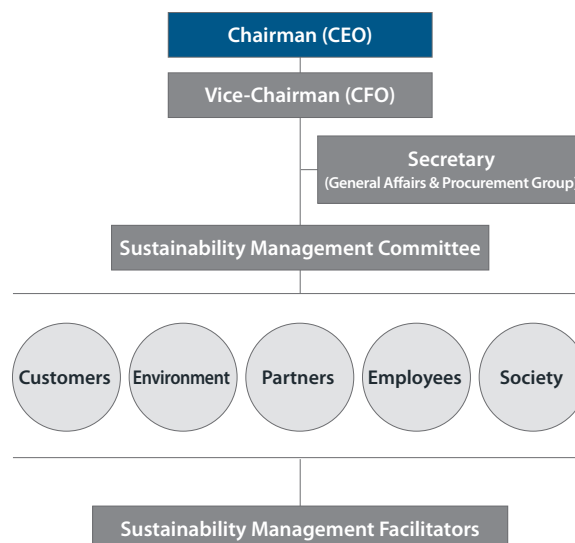 Chairman (CEO)
Vice-Chairman (CFO)
Secretary
(General Affairs & Procurement Group)
Sustainability Management Committee
Customers
Environment
Partners
Employees
Society
Sustainability Management Facilitators